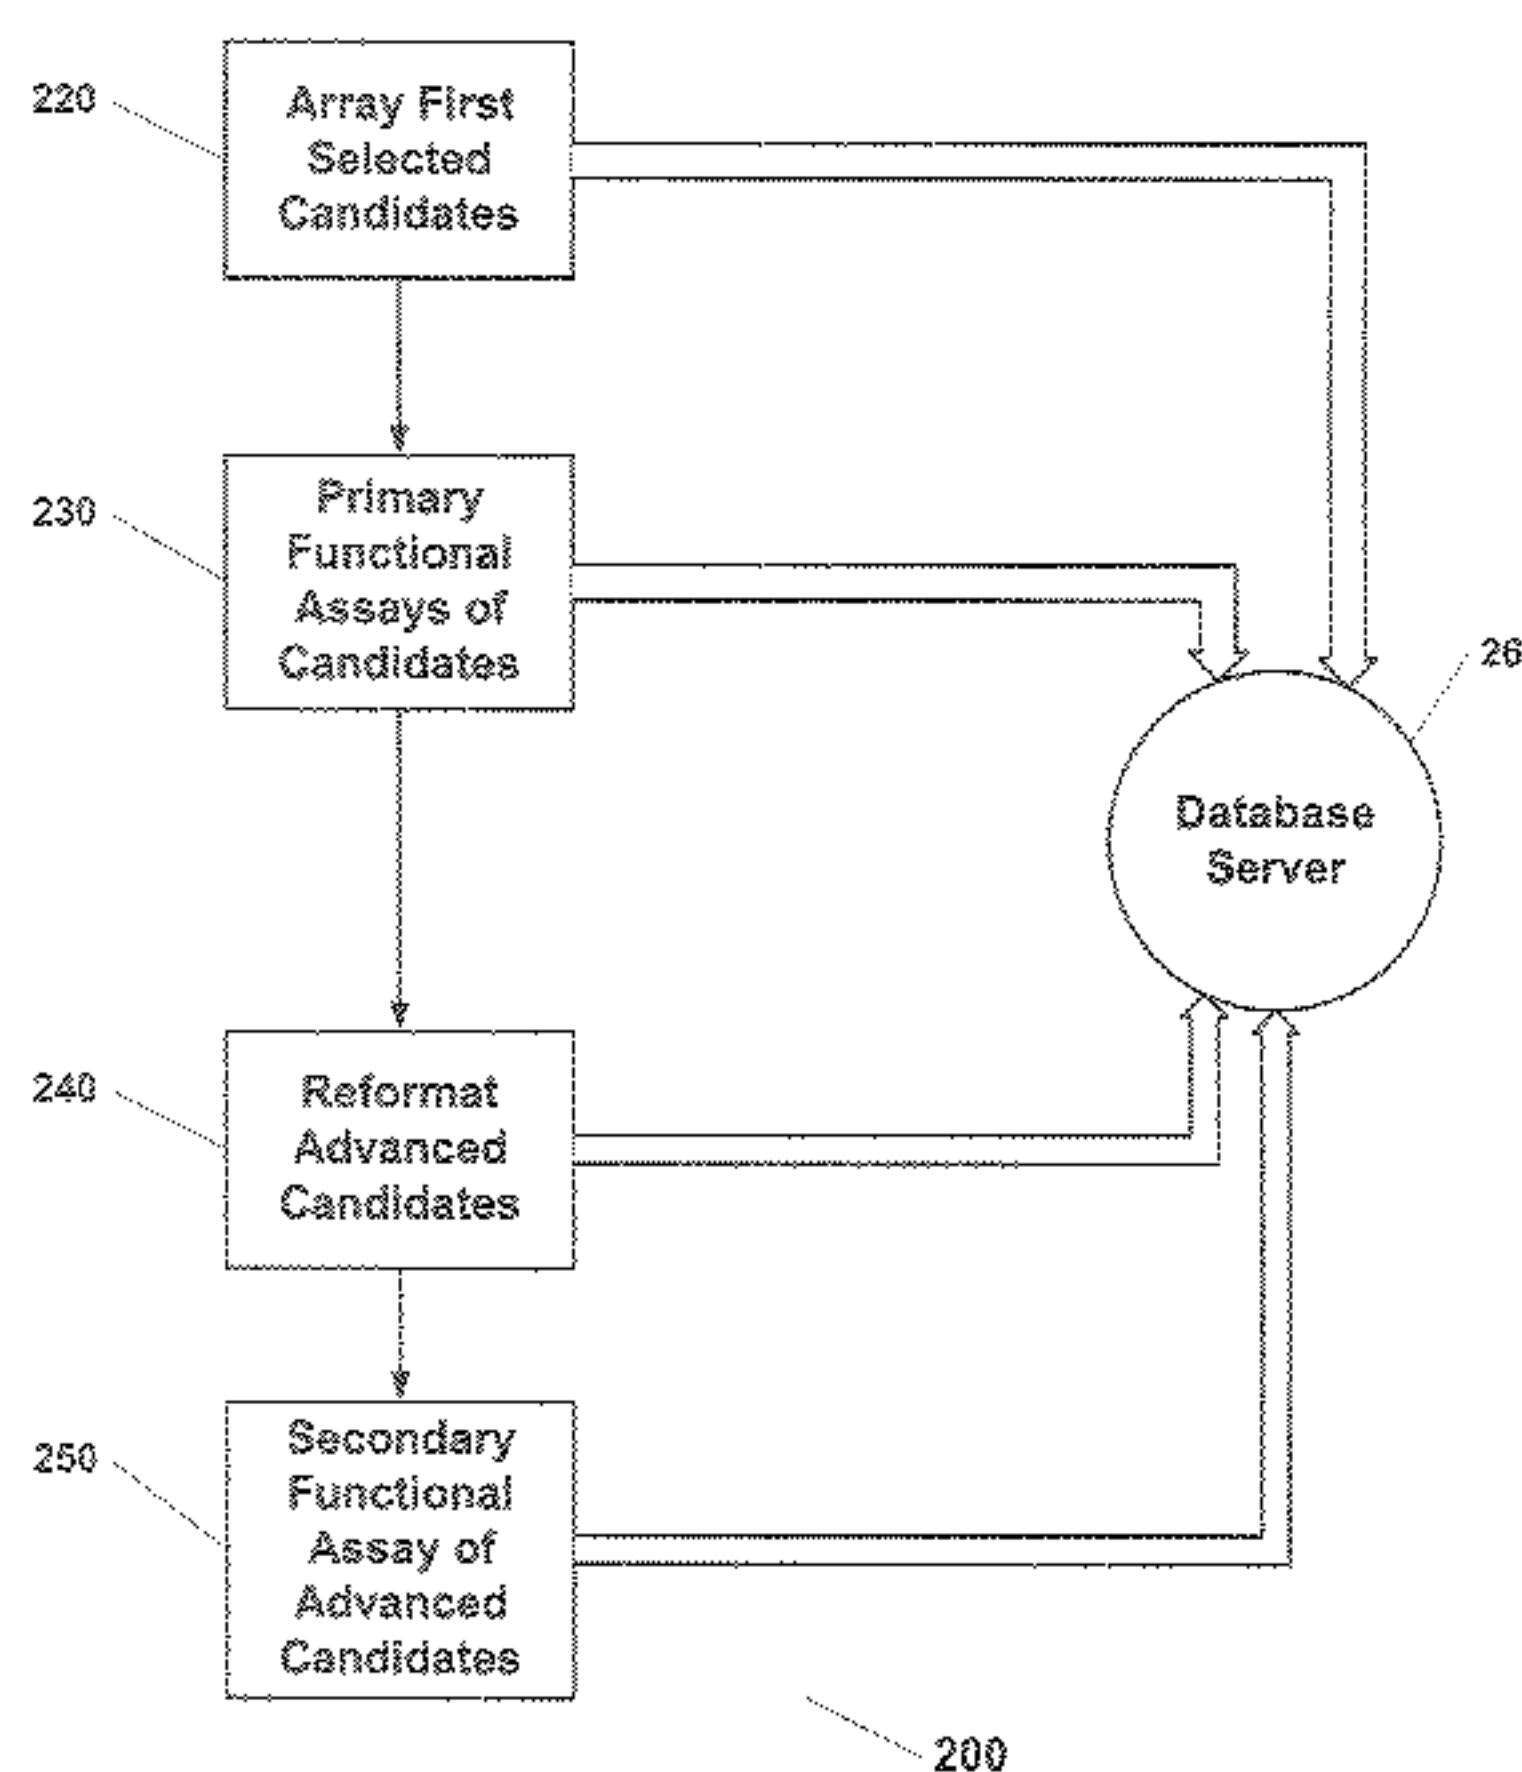 220
Array First
Selected
Candidates
230
Primary
Functional
Assays of
Candidates
26
Database
Server
240
Reformat
Advanced
Candidates
250
Secondary
Functional
Assay of
Advanced
Candidates
200